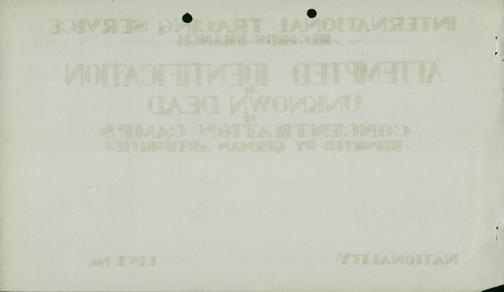 INTERNATIONAL TRACING SERVICE
RECORDS BRANCH
ATTEMPTED IDENTIFICATION
OF
UNKNOWN DEAD
IN
CONCENTRATION CAMPS
REPORTED BY GERMAN AUTHORITIES
NATIONALITY
LIST No.